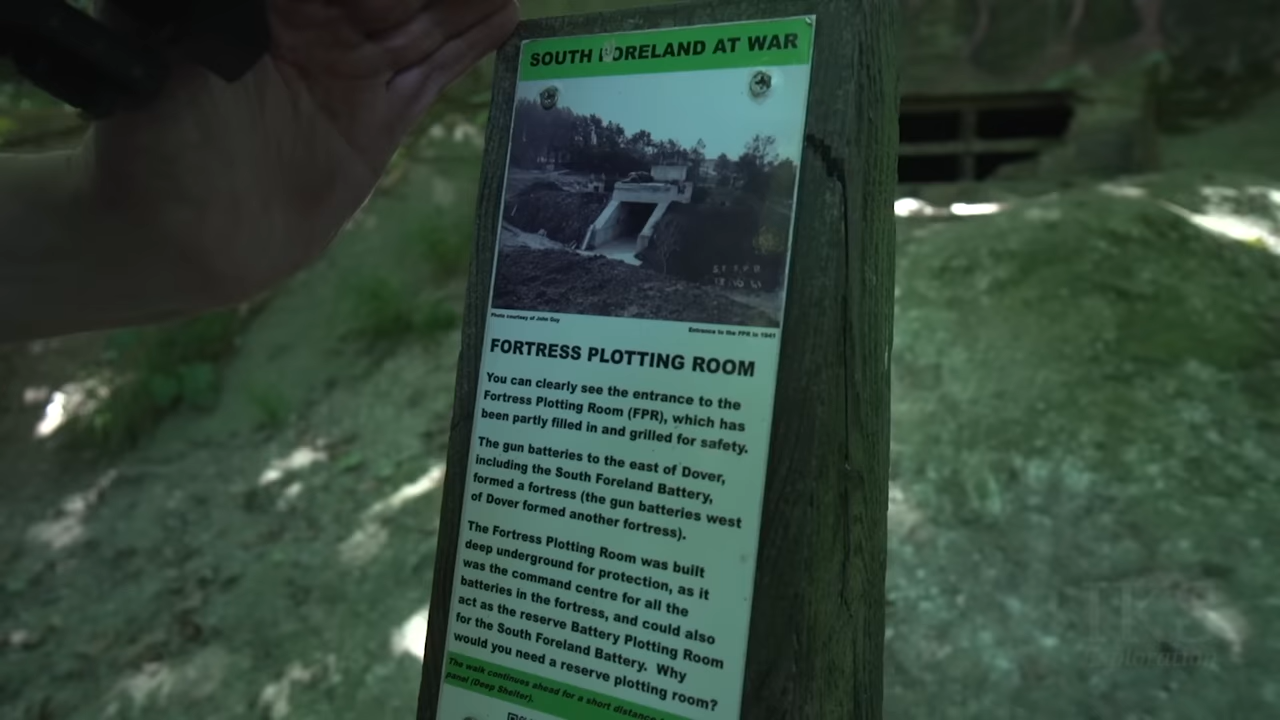 SOUTH FORELAND AT WAR
Photo courtesy of John Guy
Entrance to the FPR in 1941
FORTRESS PLOTTING ROOM
You can clearly see the entrance to the
Fortress Plotting Room (FPR), which has
been partly filled in and grilled for safety.
The gun batteries to the east of Dover,
including the South Foreland Battery,
formed a fortress (the gun batteries west
of Dover formed another fortress).
The Fortress Plotting Room was built
deep underground for protection, as it
was the command centre for all the
batteries in the fortress, and could also
act as the reserve Battery Plotting Room
for the South Foreland Battery. Why
would you need a reserve plotting room?
The walk continues ahead for a short distance
panel (Deep Shelter).